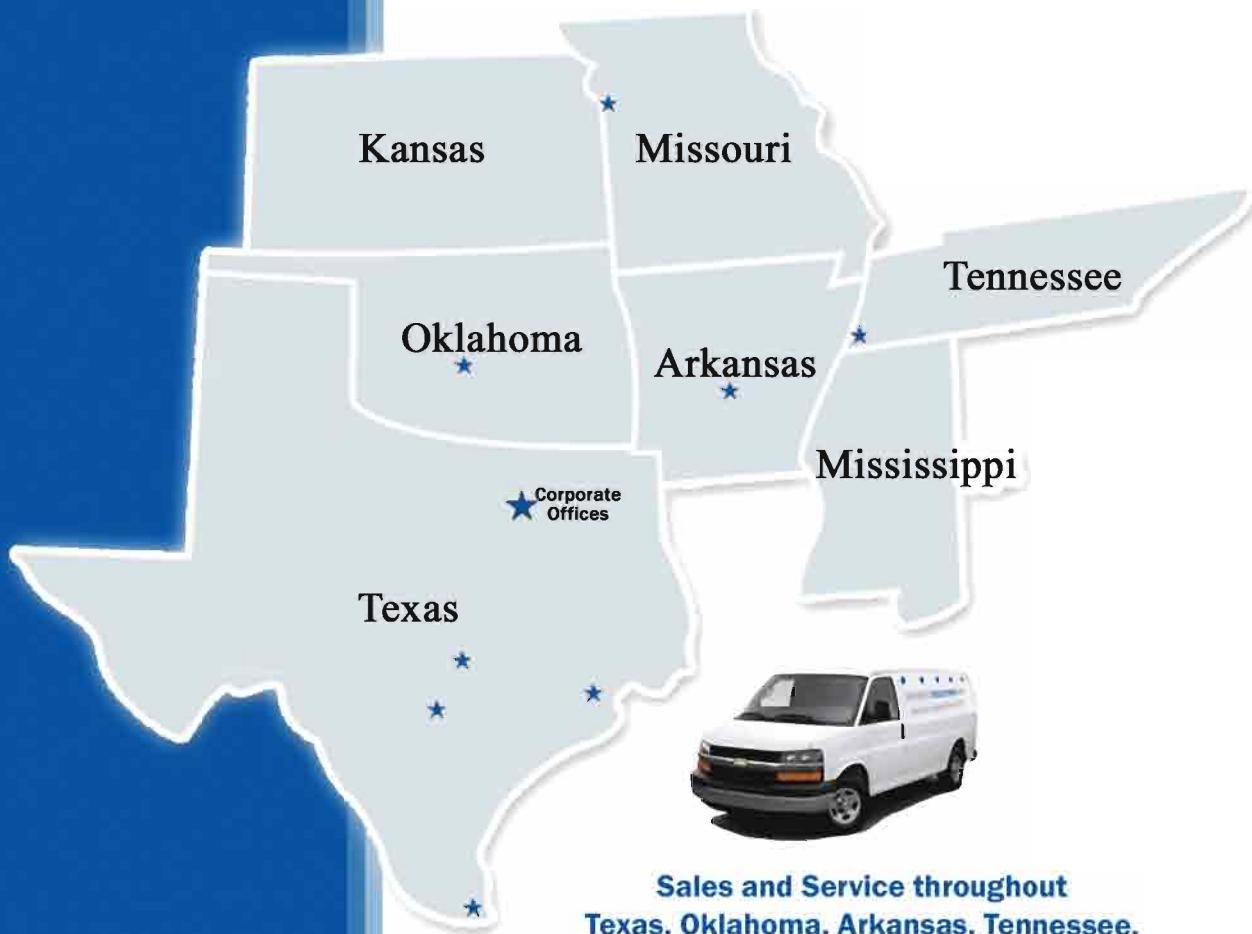 Kansas
Missouri
Tennessee
Oklahoma
Arkansas
Mississippi
Corporate
Offices
Texas
Sales and Service throughout
Texas, Oklahoma, Arkansas, Tennessee,